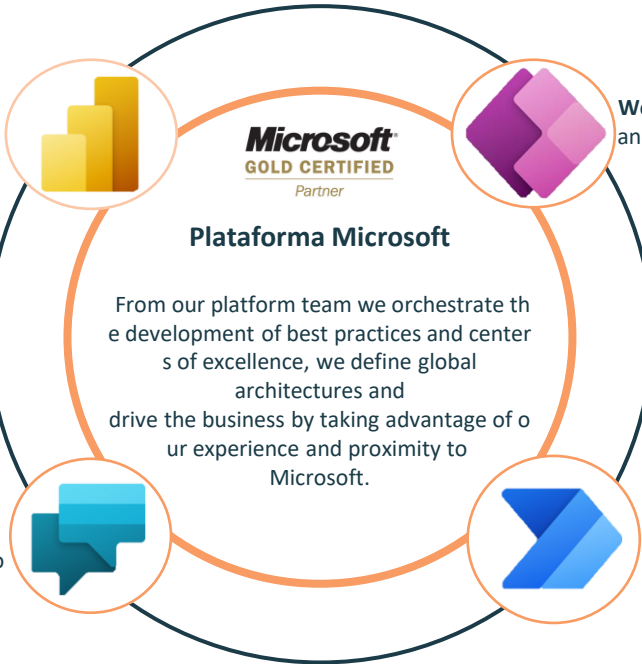 We
an
Microsoft
GOLD CERTIFIED
Partner
Plataforma Microsoft
From our platform team we orchestrate th
e development of best practices and center
s of excellence, we define global
architectures and
drive the business by taking advantage of o
ur experience and proximity to
Microsoft.